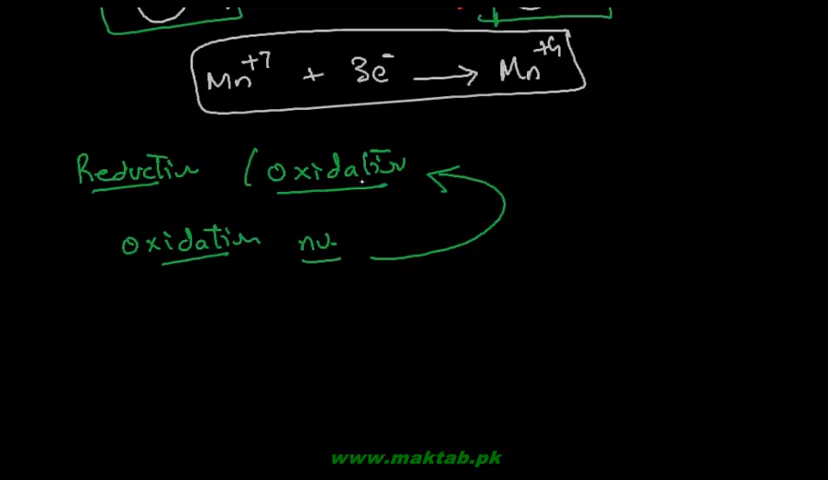 Mn+7 + 3e- → Mn+4
Reduction (oxidation
oxidation no.
www.maktab.pk